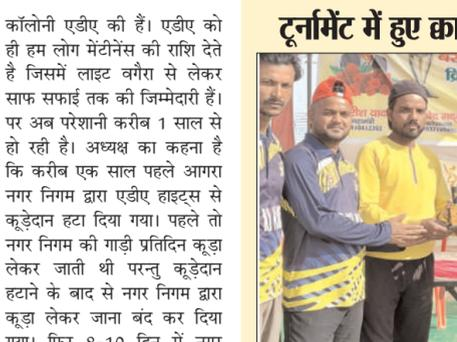 कॉलोनी एडीए की हैं। एडीए को
ही हम लोग मेंटीनेंस की राशि देते
है जिसमें लाइट वगैरा से लेकर
साफ सफाई तक की जिम्मेदारी हैं।
पर अब परेशानी करीब 1 साल से
हो रही है। अध्यक्ष का कहना है
कि करीब एक साल पहले आगरा
नगर निगम द्वारा एडीए हाइट्स से
कूड़ेदान हटा दिया गया। पहले तो
नगर निगम की गाड़ी प्रतिदिन कूड़ा
लेकर जाती थी परन्तु कूड़ेदान
हटाने के बाद से नगर निगम द्वारा
कूड़ा लेकर जाना बंद कर दिया
टूर्नामेंट में हुए